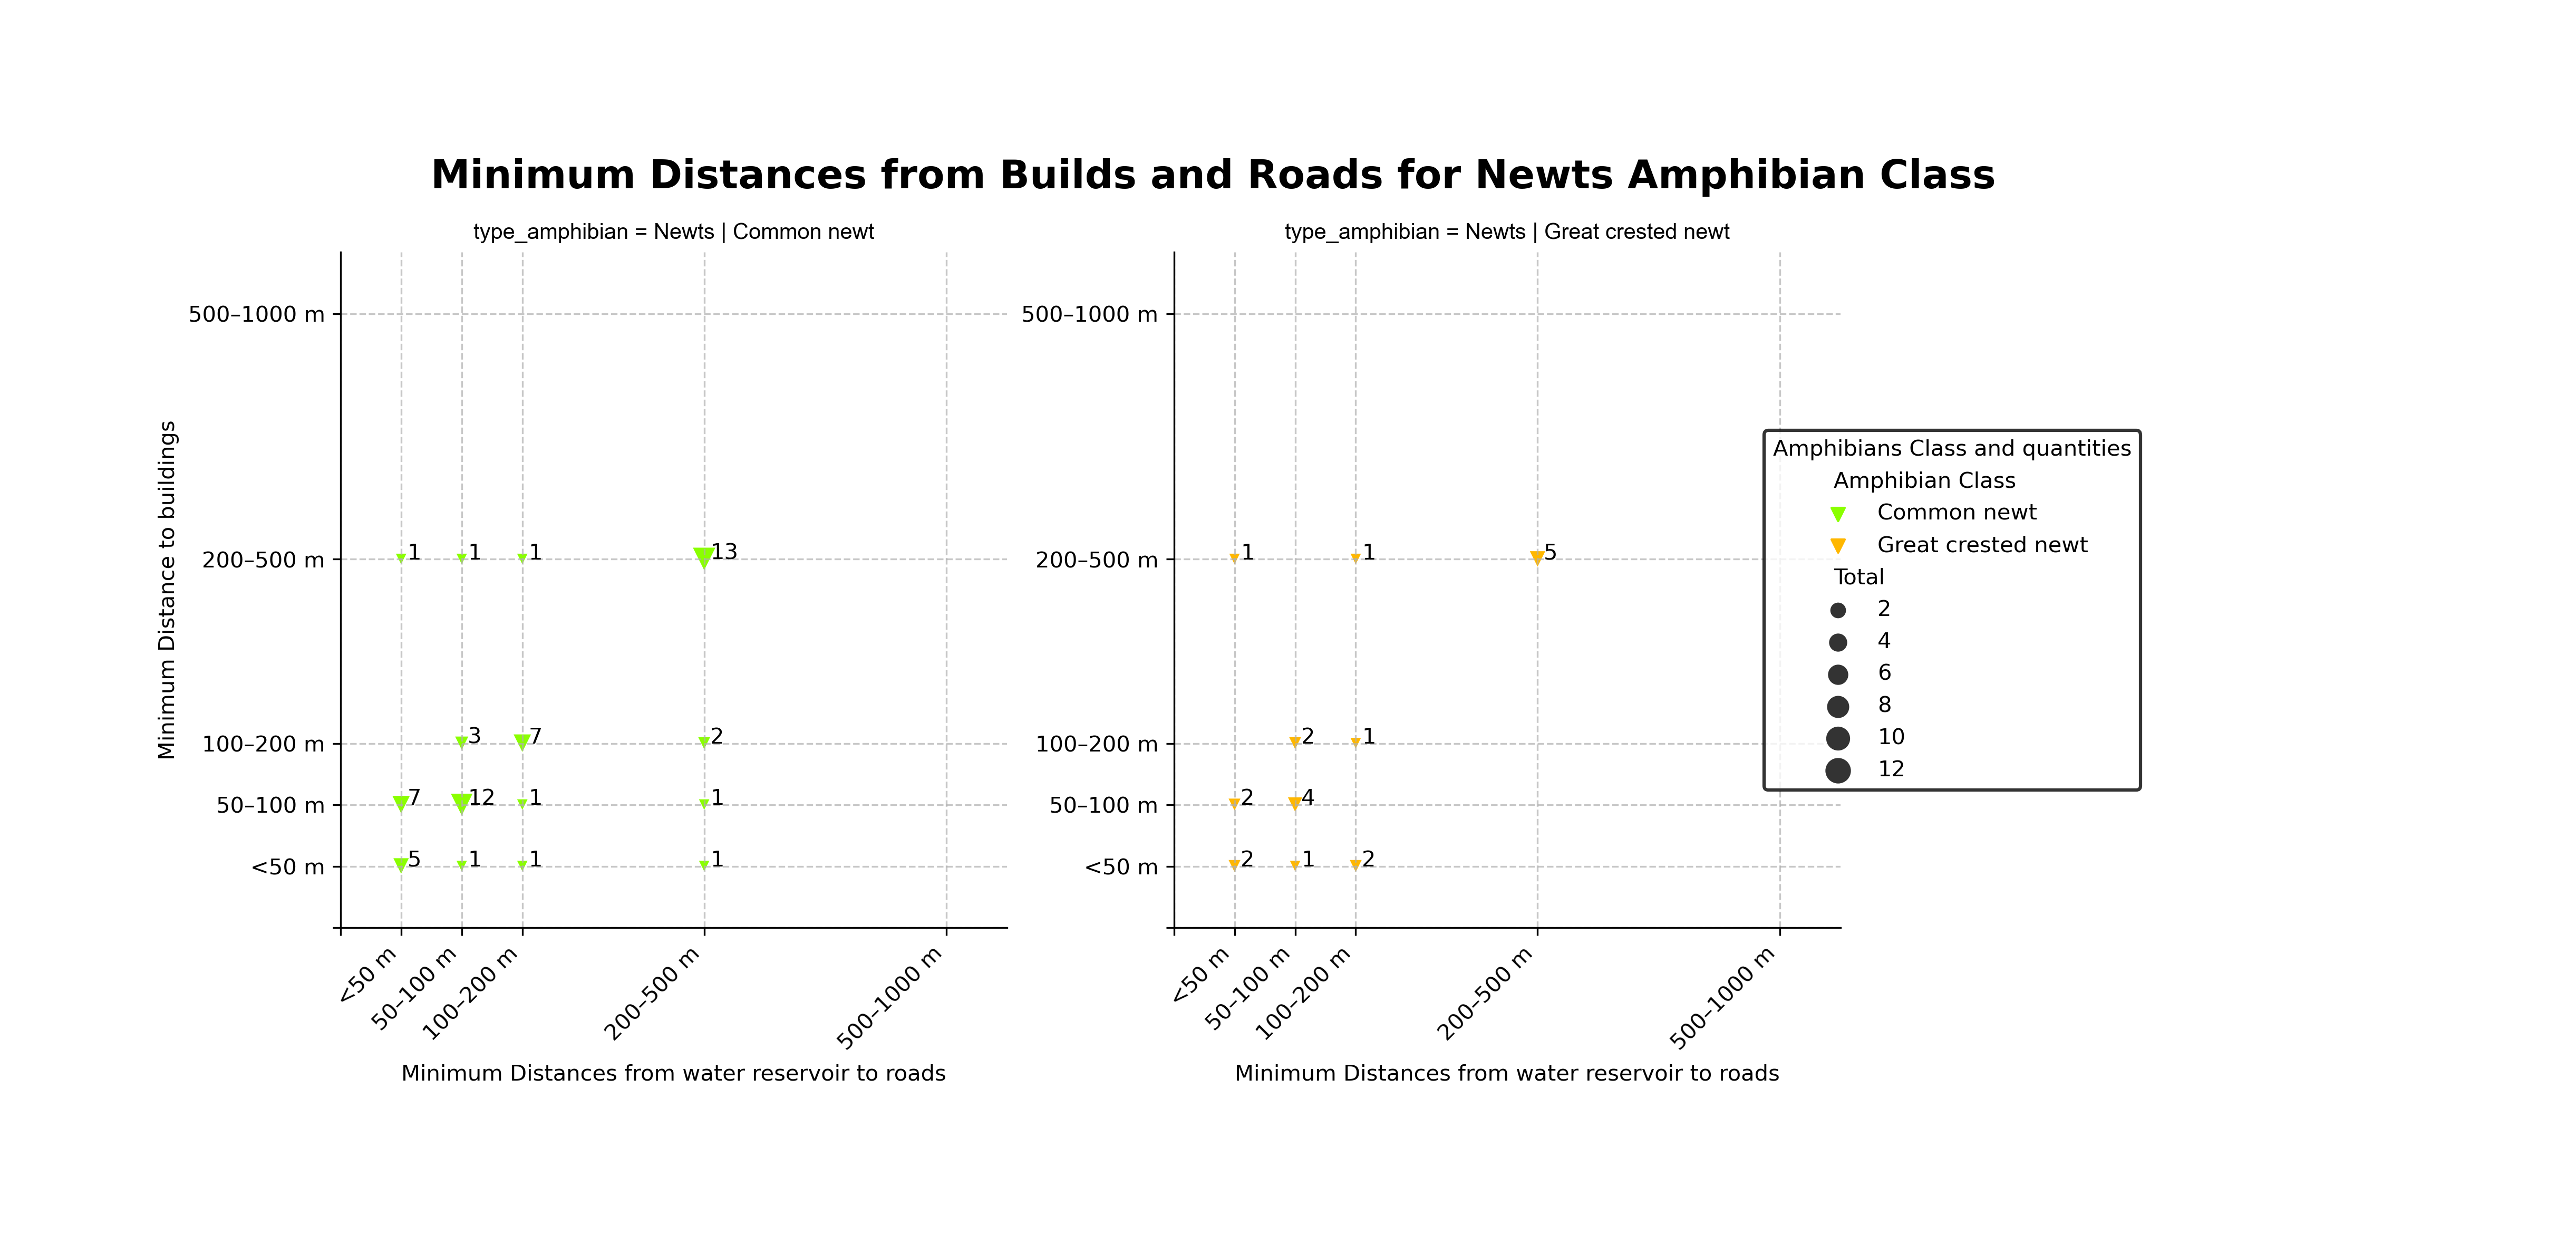 Minimum Distances from Builds and Roads for Newts Amphibian Class
type_amphibian = Newts | Common newt
Minimum Distance to buildings
500–1000 m
200–500 m
100–200 m
50–100 m
<50 m
1
1
1
13
3
7
2
7
12
1
1
5
1
1
1
<50 m
50–100 m
100–200 m
200–500 m
500–1000 m
Minimum Distances from water reservoir to roads
type_amphibian = Newts | Great crested newt
500–1000 m
200–500 m
100–200 m
50–100 m
<50 m
1
1
5
2
1
2
4
2
1
2
<50 m
50–100 m
100–200 m
200–500 m
500–1000 m
Minimum Distances from water reservoir to roads
Amphibians Class and quantities
Amphibian Class
Common newt
Great crested newt
Total
2
4
6
8
10
12